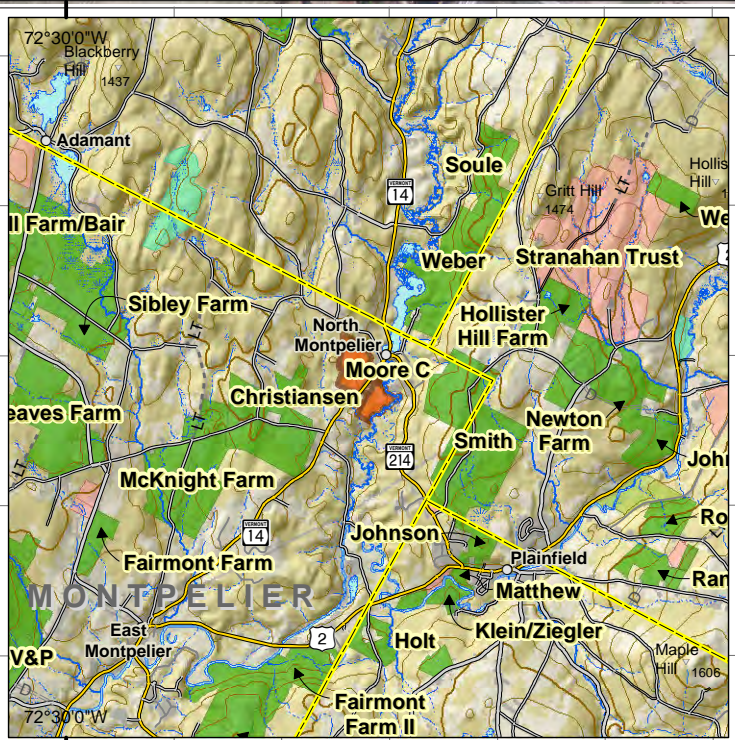 72°30'0"W
Blackberry
Hill
1437
Adamant
VERMONT
14
Soule
Gritt Hill
1474
LT
Hollis
Hill
D
We
ll Farm/Bair
Weber
Stranahan Trust
2
Sibley Farm
LT
North
Montpelier
Hollister
Hill Farm
Moore C
Christiansen
eaves Farm
LT
LT
Smith
Newton
Farm
D
John
McKnight Farm
VERMONT
214
VERMONT
14
Johnson
Ro
L
Fairmont Farm
Plainfield
Ran
MONTPELIER
Matthew
D
East
Montpelier
2
Holt
Klein/Ziegler
V&P
Maple
Hill
1606
D
72°30'0"W
Fairmont
Farm II